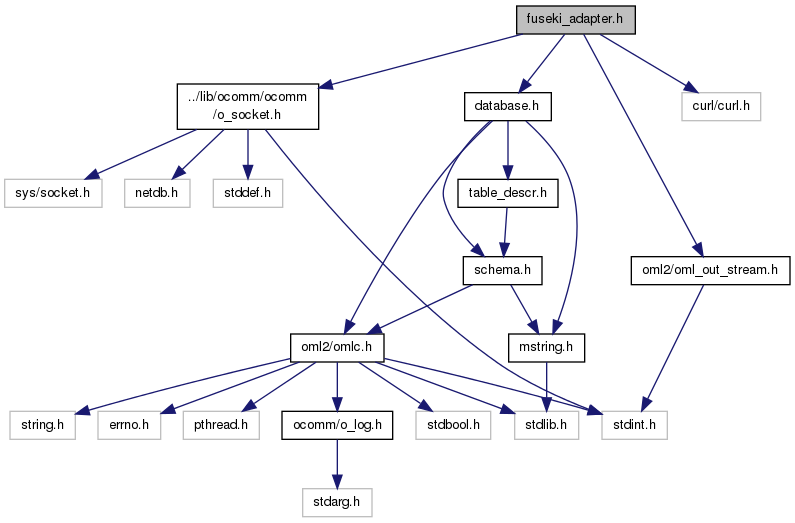 fuseki_adapter.h
../lib/ocomm/ocomm
/o_socket.h
database.h
curl/curl.h
sys/socket.h
netdb.h
stddef.h
table_descr.h
schema.h
oml2/oml_out_stream.h
oml2/omlc.h
mstring.h
string.h
errno.h
pthread.h
ocomm/o_log.h
stdbool.h
stdlib.h
stdint.h
stdarg.h